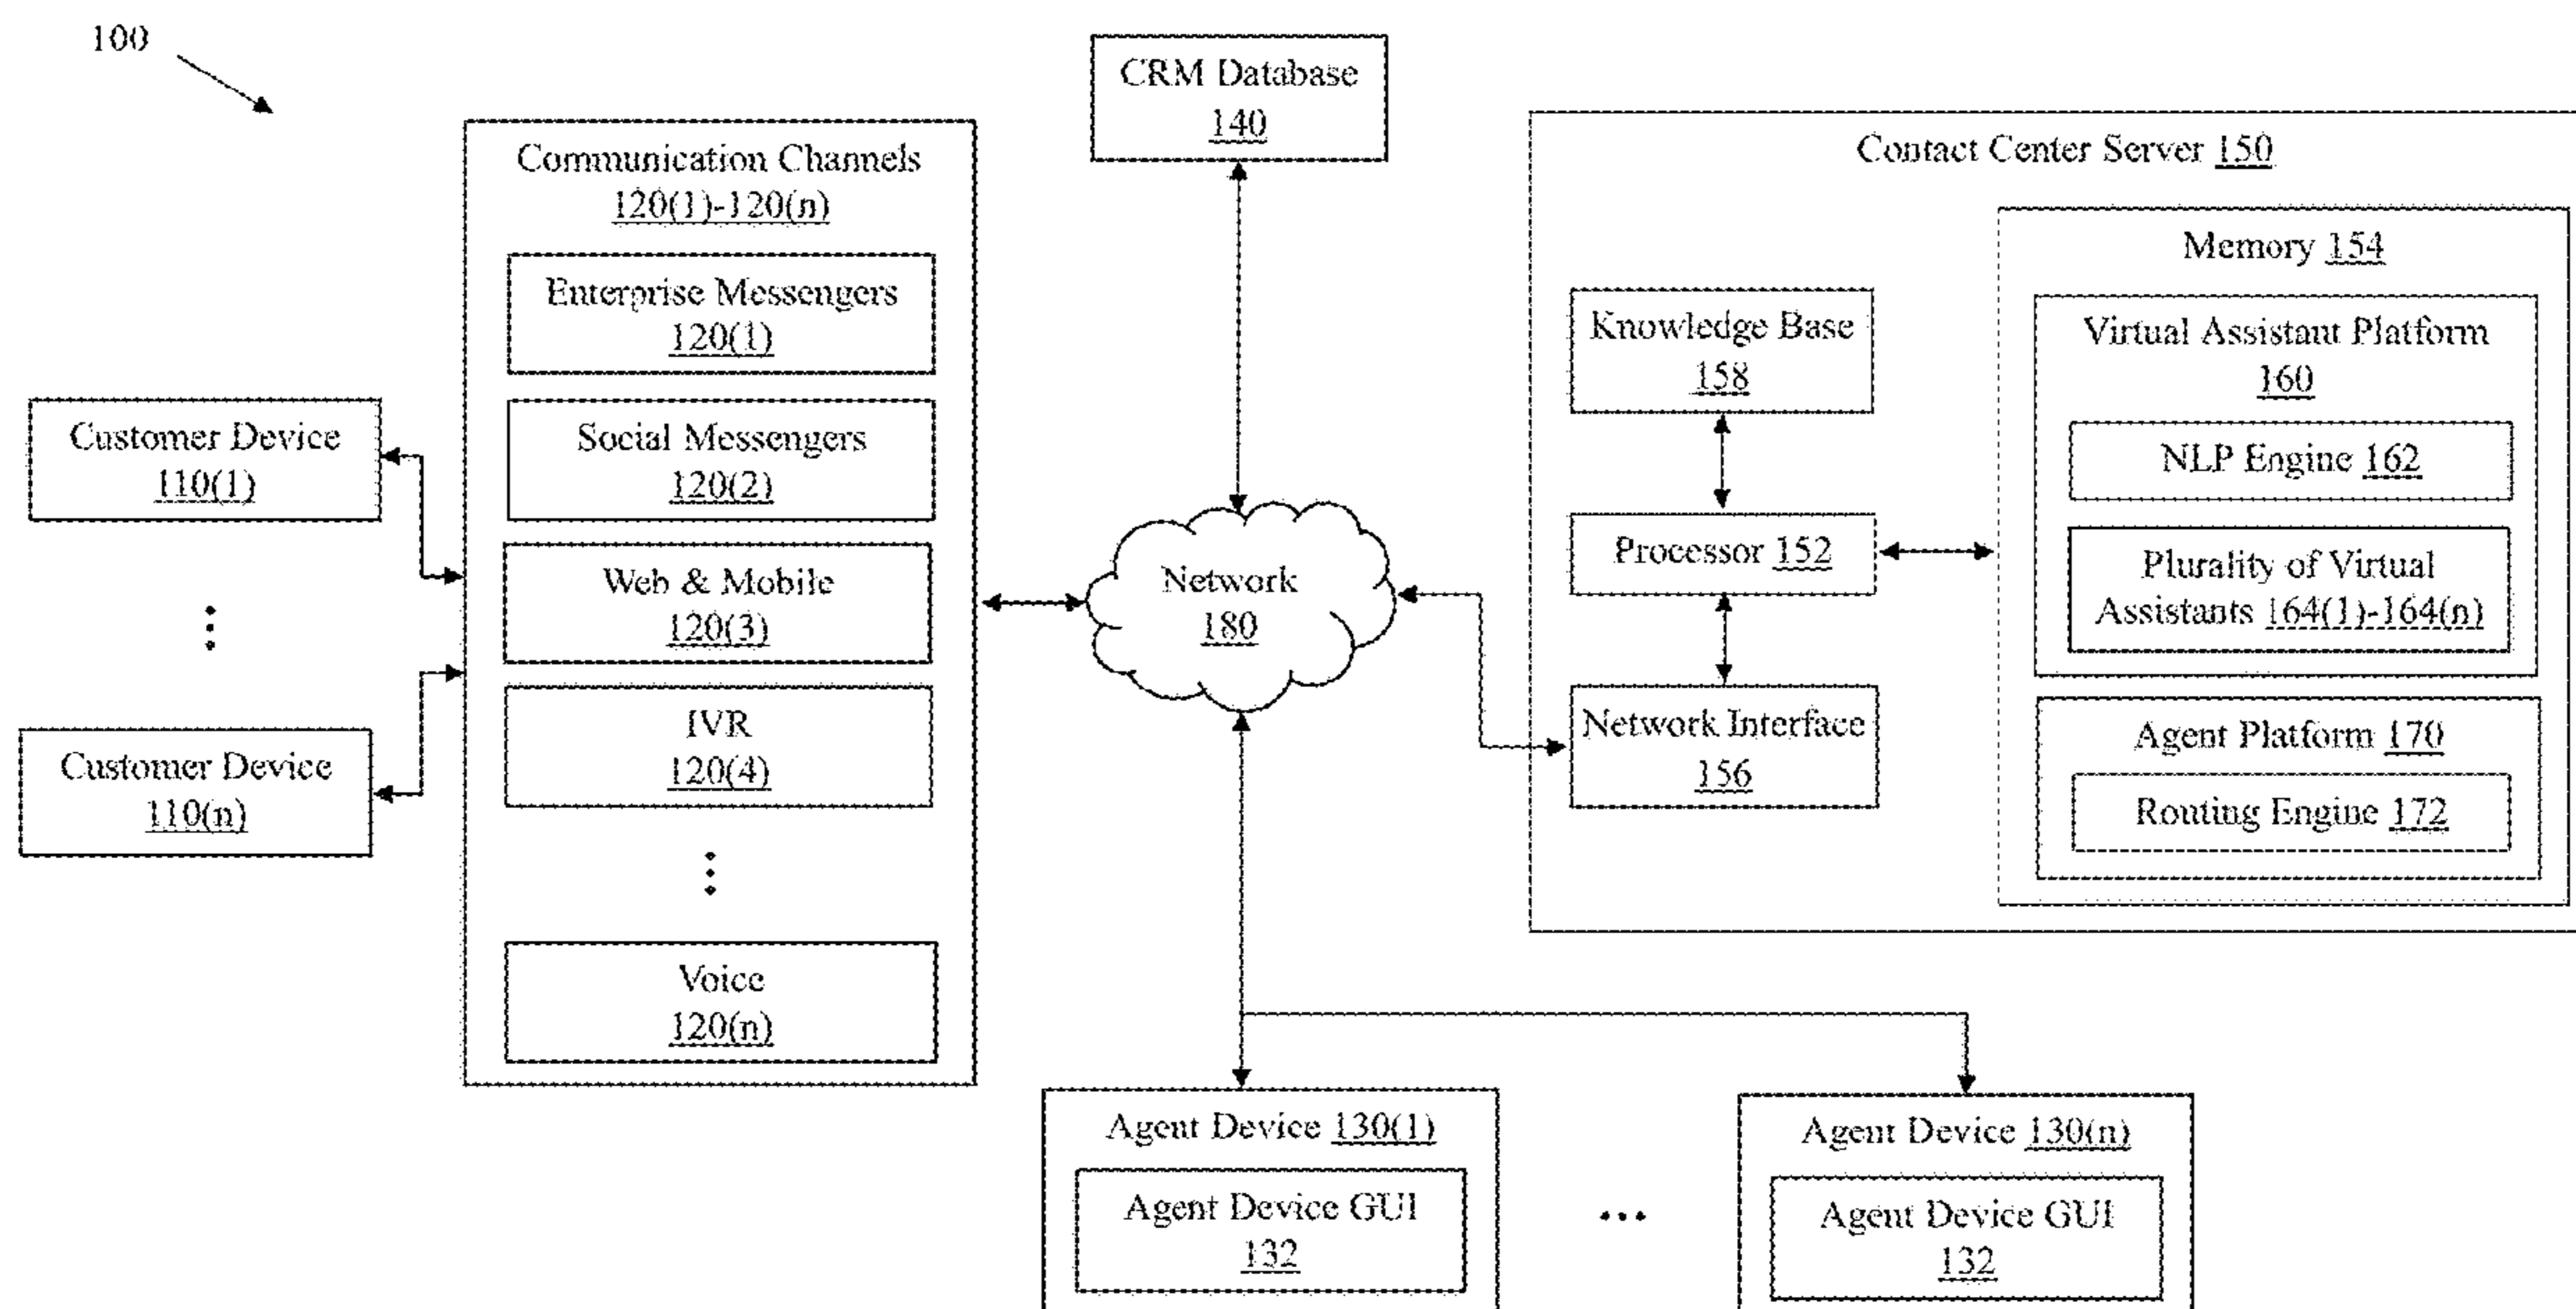 100
CRM Database
140
Communication Channels
120(1)-120(n)
Enterprise Messengers
120(1)
Social Messengers
120(2)
Web & Mobile
120(3)
IVR
120(4)
Voice
120(n)
Customer Device
110(1)
Customer Device
110(n)
Network
180
Contact Center Server 150
Knowledge Base
158
Processor 152
Network Interface
156
Memory 154
Virtual Assistant Platform
160
NLP Engine 162
Plurality of Virtual
Assistants 164(1)-164(n)
Agent Platform 170
Routing Engine 172
Agent Device 130(1)
Agent Device GUI
132
Agent Device 130(n)
Agent Device GUI
132